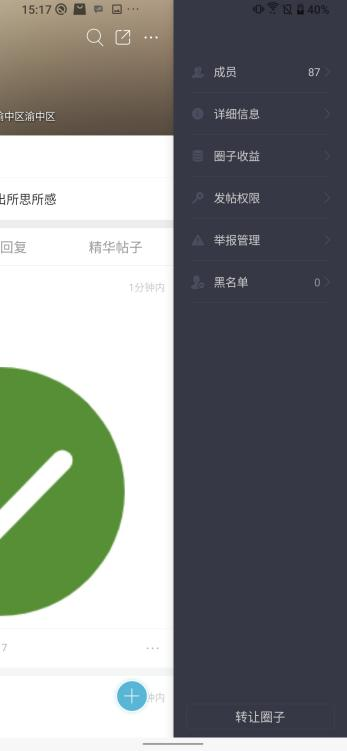 15:17
40%
渝中区渝中区
出所思所感
回复
精华帖子
1分钟内
7
钟内
成员 87
详细信息
圈子收益
发帖权限
举报管理
黑名单 0
转让圈子